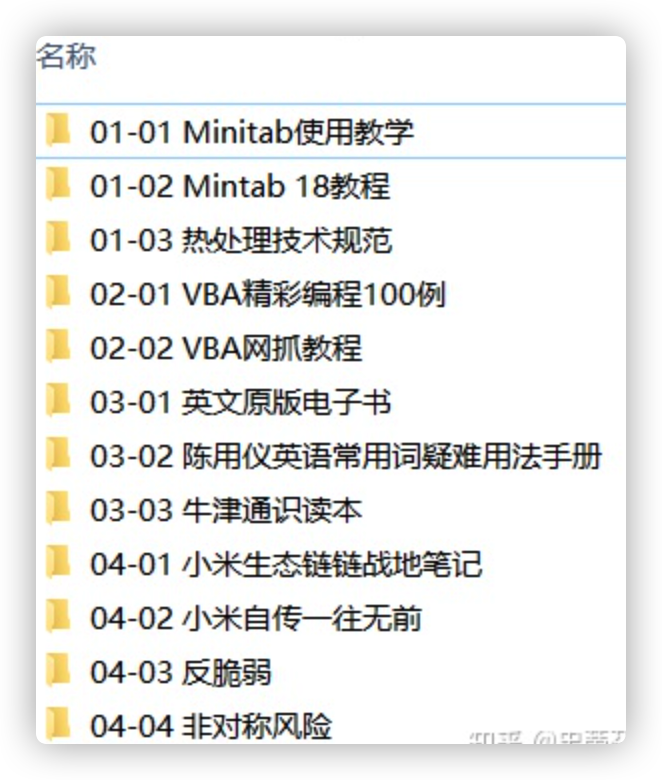 名称
01-01 Minitab使用教学
01-02 Mintab 18教程
01-03 热处理技术规范
02-01 VBA精彩编程100例
02-02 VBA网抓教程
03-01 英文原版电子书
03-02 陈用仪英语常用词疑难用法手册
03-03 牛津通识读本
04-01 小米生态链链战地笔记
04-02 小米自传一往无前
04-03 反脆弱
04-04 非对称风险
知乎